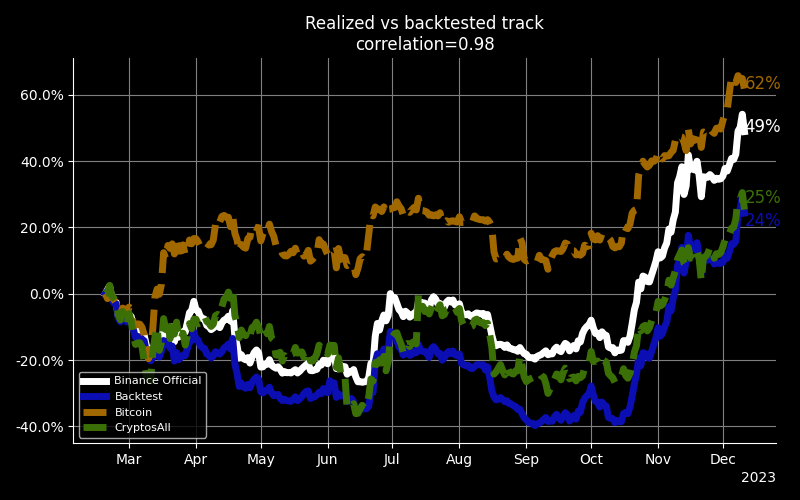 Realized vs backtested track
correlation=0.98
60.0%
40.0%
20.0%
0.0%
-20.0%
-40.0%
62%
49%
25%
24%
Binance Official
Backtest
Bitcoin
CryptosAll
Mar Apr May Jun Jul Aug Sep Oct Nov Dec
2023